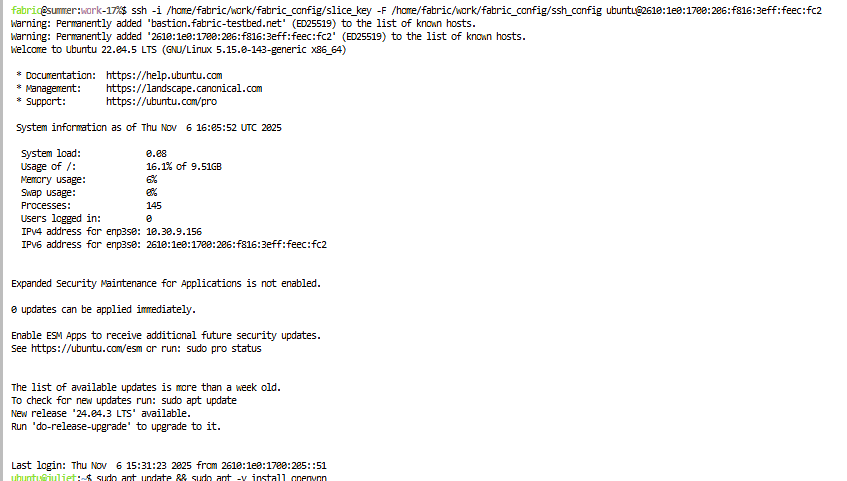 fabric@summer:work-17%$ ssh -i /home/fabric/work/fabric_config/slice_key -F /home/fabric/work/fabric_config/ssh_config ubuntu@2610:1e0:1700:206:f816:3eff:feec:fc2
Warning: Permanently added 'bastion.fabric-testbed.net' (ED25519) to the list of known hosts.
Warning: Permanently added '2610:1e0:1700:206:f816:3eff:feec:fc2' (ED25519) to the list of known hosts.
Welcome to Ubuntu 22.04.5 LTS (GNU/Linux 5.15.0-143-generic x86_64)
* Documentation: https://help.ubuntu.com
* Management: https://landscape.canonical.com
* Support: https://ubuntu.com/pro
System information as of Thu Nov 6 16:05:52 UTC 2025
System load: 0.08
Usage of /: 16.1% of 9.51GB
Memory usage: 6%
Swap usage: 0%
Processes: 145
Users logged in: 0
IPv4 address for enp3s0: 10.30.9.156
IPv6 address for enp3s0: 2610:1e0:1700:206:f816:3eff:feec:fc2
Expanded Security Maintenance for Applications is not enabled.
0 updates can be applied immediately.
Enable ESM Apps to receive additional future security updates.
See https://ubuntu.com/esm or run: sudo pro status
The list of available updates is more than a week old.
To check for new updates run: sudo apt update
New release '24.04.3 LTS' available.
Run 'do-release-upgrade' to upgrade to it.
Last login: Thu Nov 6 15:31:23 2025 from 2610:1e0:1700:205::51
ubuntu@juliet:~$ sudo apt update && sudo apt -y install openvpn